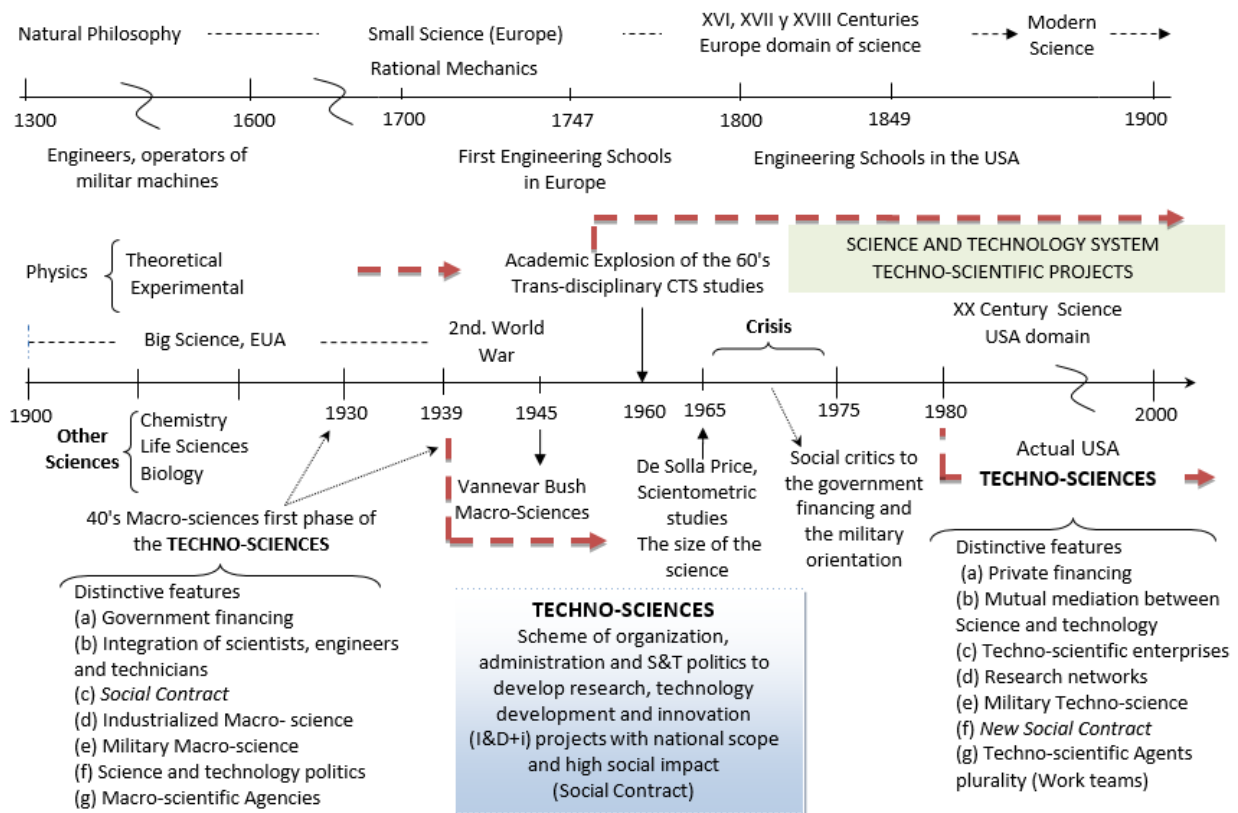 Natural Philosophy
Small Science (Europe)
Rational Mechanics
XVI, XVII y XVIII Centuries
Europe domain of science
Modern
Science
1300
1600
1700
1747
1800
1849
1900
Engineers, operators of
militar machines
First Engineering Schools
in Europe
Engineering Schools in the USA
Physics
Theoretical
Experimental
Academic Explosion of the 60's
Trans-disciplinary CTS studies
SCIENCE AND TECHNOLOGY SYSTEM
TECHNO-SCIENTIFIC PROJECTS
XX Century Science
USA domain
Big Science, EUA
2nd. World
War
Crisis
1900
1930
1939
1945
1960
1965
1975
1980
2000
Other
Sciences
Chemistry
Life Sciences
Biology
40's Macro-sciences first phase of
the TECHNO-SCIENCES
Vannevar Bush
Macro-Sciences
De Solla Price,
Scientometric
studies
The size of the
science
Social critics to
the government
financing and
the military
orientation
Actual USA
TECHNO-SCIENCES
Distinctive features
(a) Government financing
(b) Integration of scientists, engineers
and technicians
(c) Social Contract
(d) Industrialized Macro- science
(e) Military Macro-science
(f) Science and technology politics
(g) Macro-scientific Agencies
TECHNO-SCIENCES
Scheme of organization,
administration and S&T politics to
develop research, technology
development and innovation
(I&D+i) projects with national scope
and high social impact
(Social Contract)
Distinctive features
(a) Private financing
(b) Mutual mediation between
Science and technology
(c) Techno-scientific enterprises
(d) Research networks
(e) Military Techno-science
(f) New Social Contract
(g) Techno-scientific Agents
plurality (Work teams)